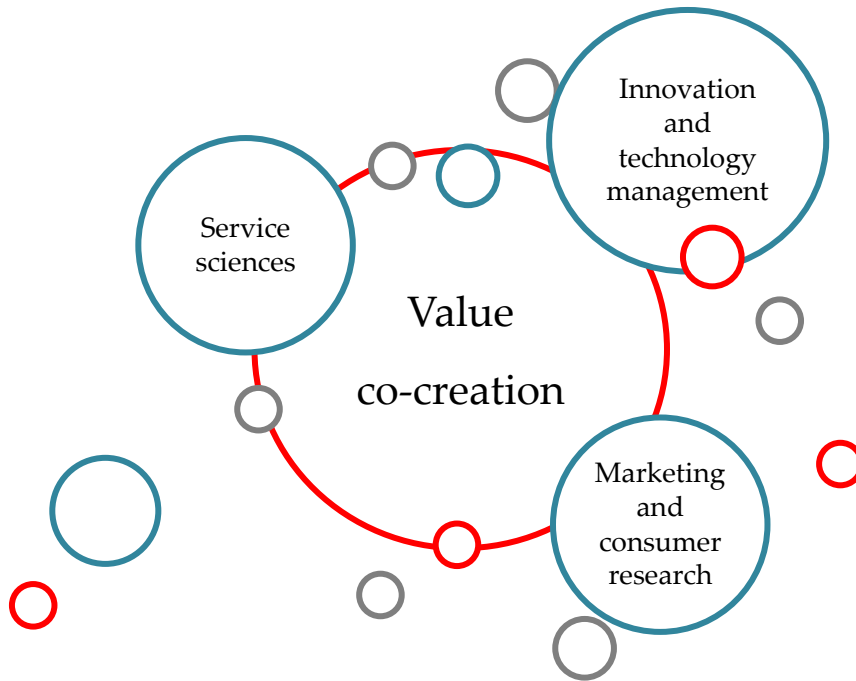 Innovation
and
technology
management
Service
sciences
Value
co-creation
Marketing
and
consumer
research